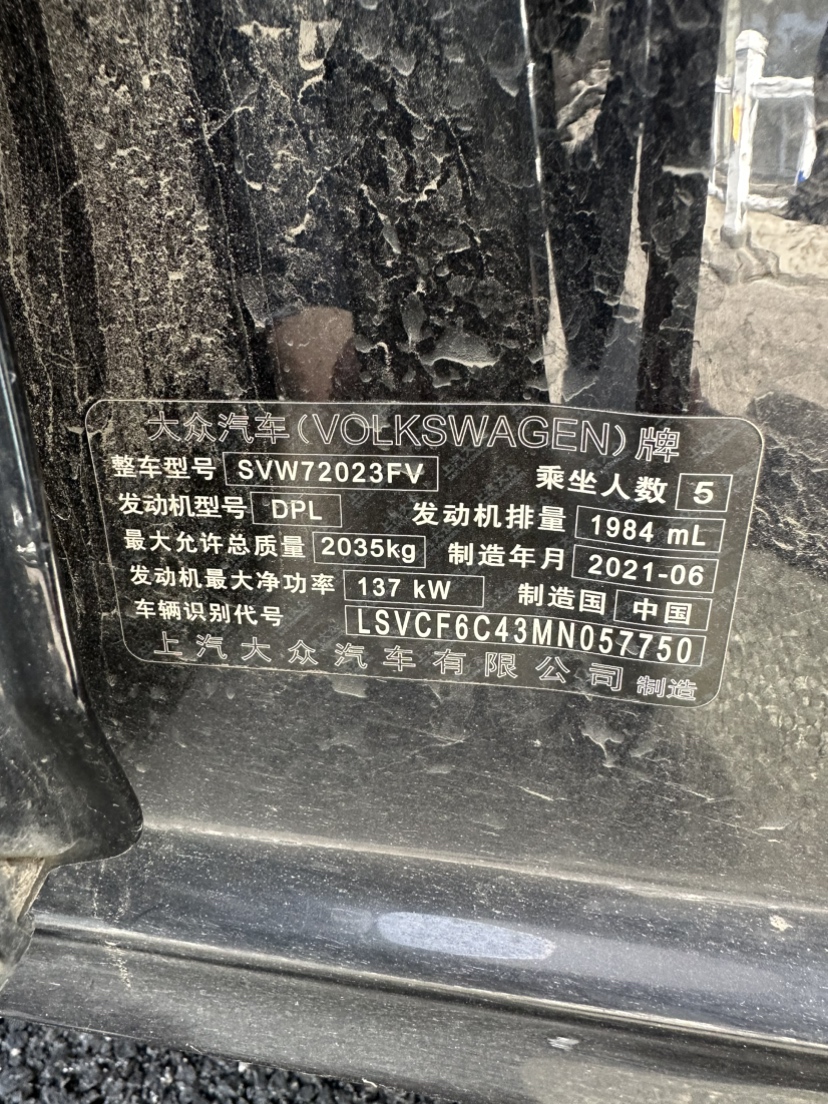 大众汽车(VOLKSWAGEN)牌
整车型号 SVW72023FV 乘坐人数 5
发动机型号 DPL 发动机排量 1984 mL
最大允许总质量 2035kg 制造年月 2021-06
发动机最大净功率 137 kW 制造国 中国
车辆识别代号 LSVCF6C43MN057750
上汽大众汽车有限公司 制造